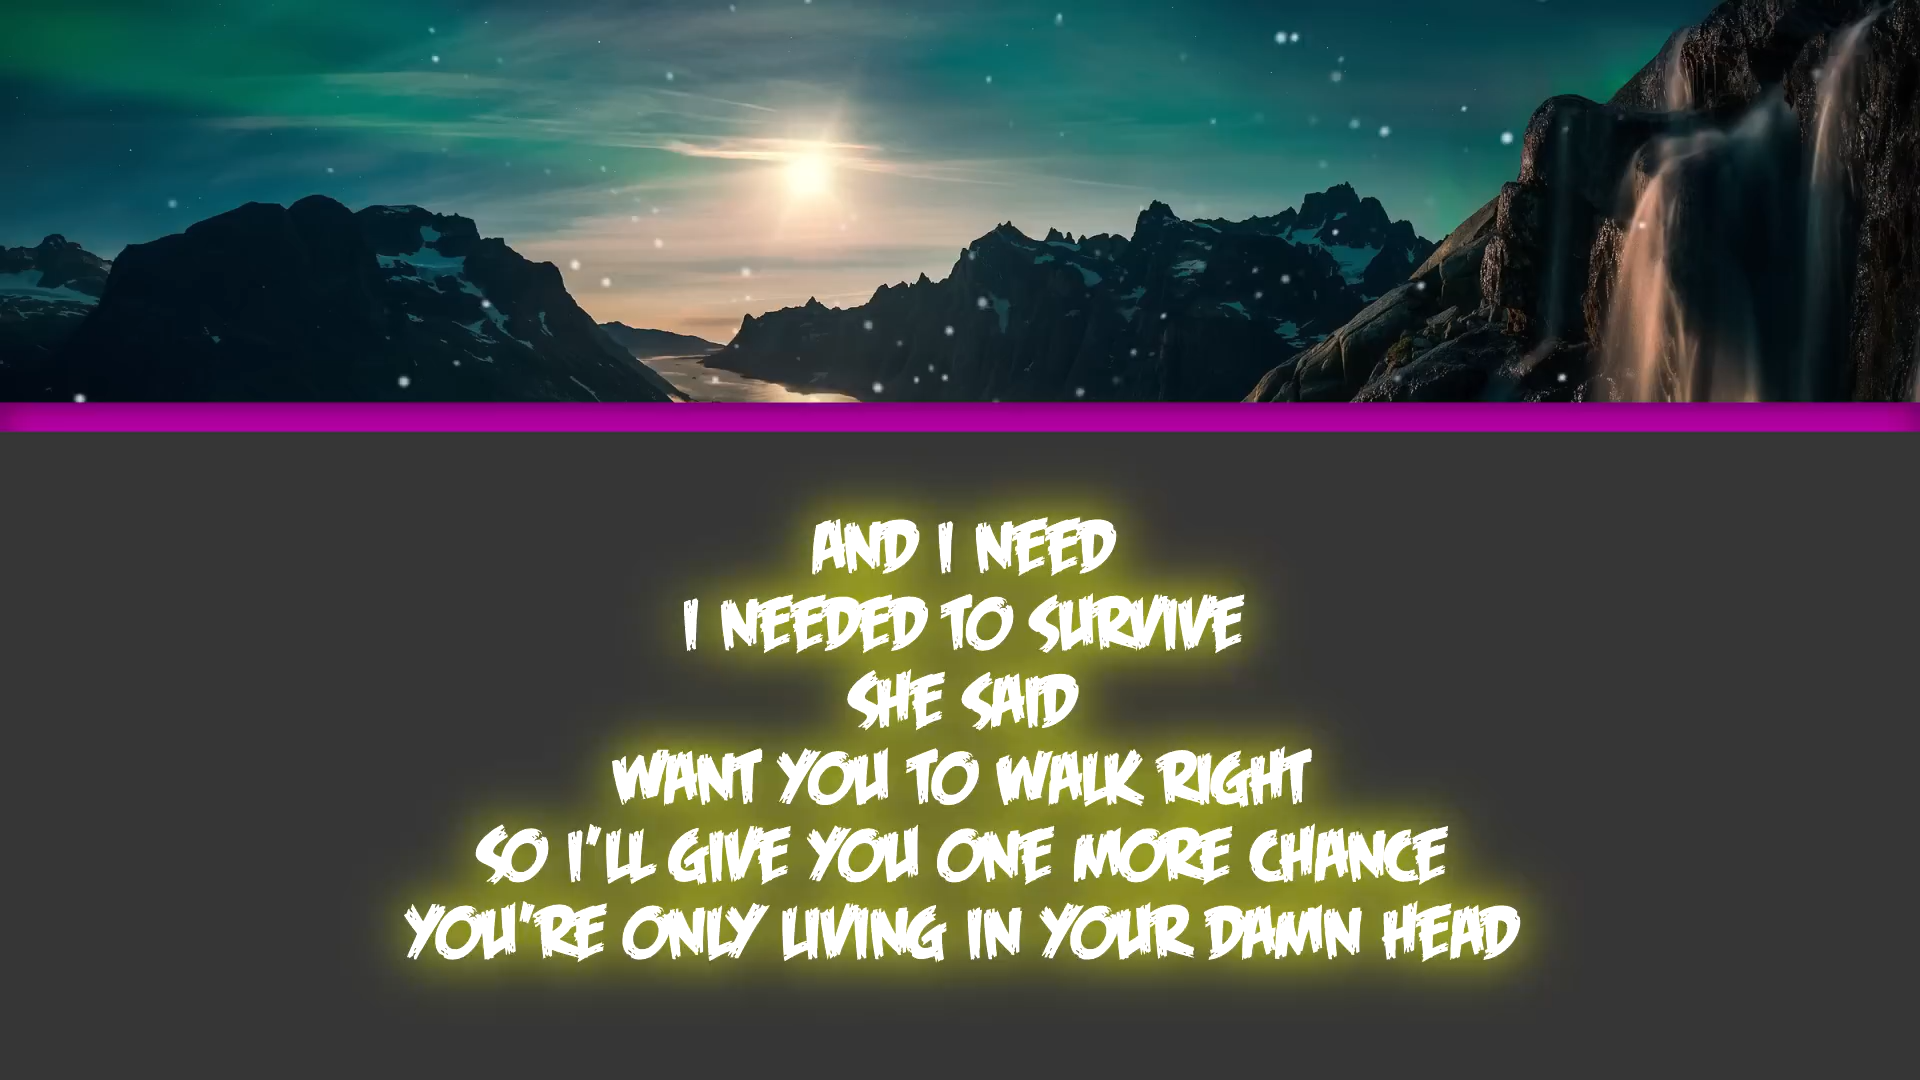 AND I NEED
I NEEDED TO SURVIVE
SHE SAID
WANT YOU TO WALK RIGHT
SO I'LL GIVE YOU ONE MORE CHANCE
YOU'RE ONLY LIVING IN YOUR DAMN HEAD